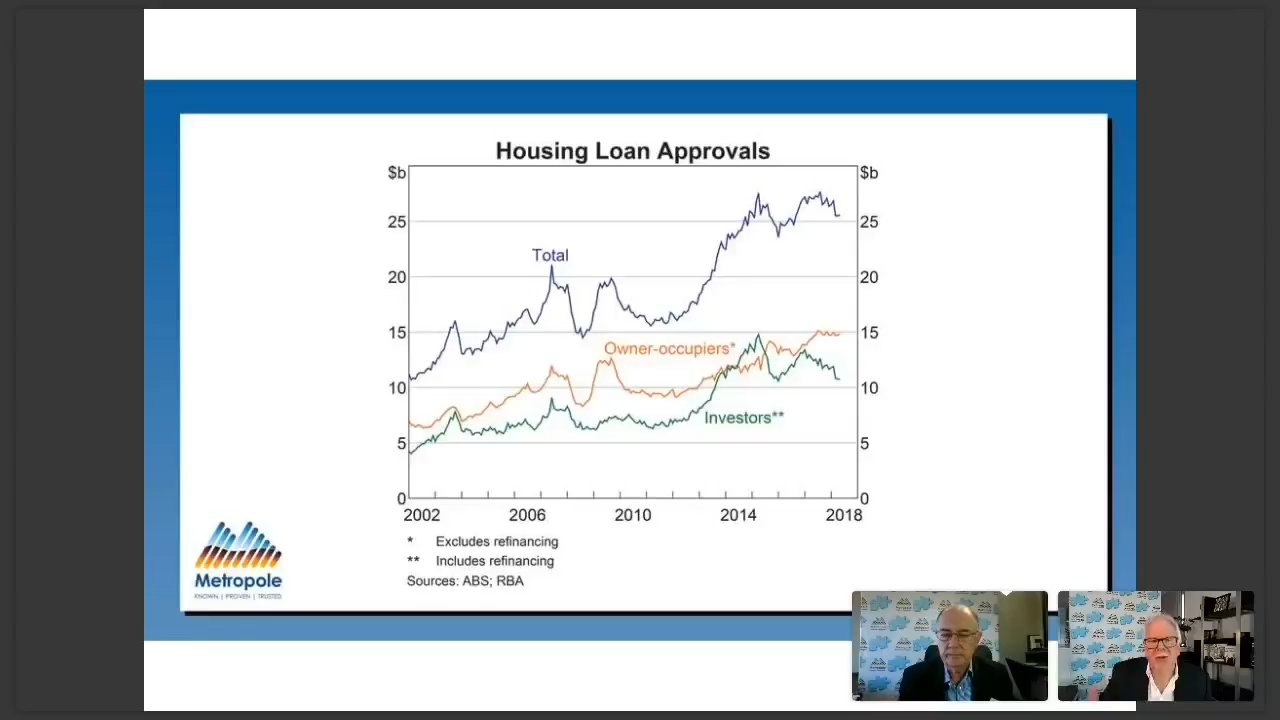 Housing Loan Approvals
$b $b
25 25
Total
20 20
15 15
Owner-occupiers*
10 10
Investors**
5 5
0 0
2002 2006 2010 2014 2018
* Excludes refinancing
** Includes refinancing
Sources: ABS; RBA
Metropole
KNOWN | PROVEN | TRUSTED